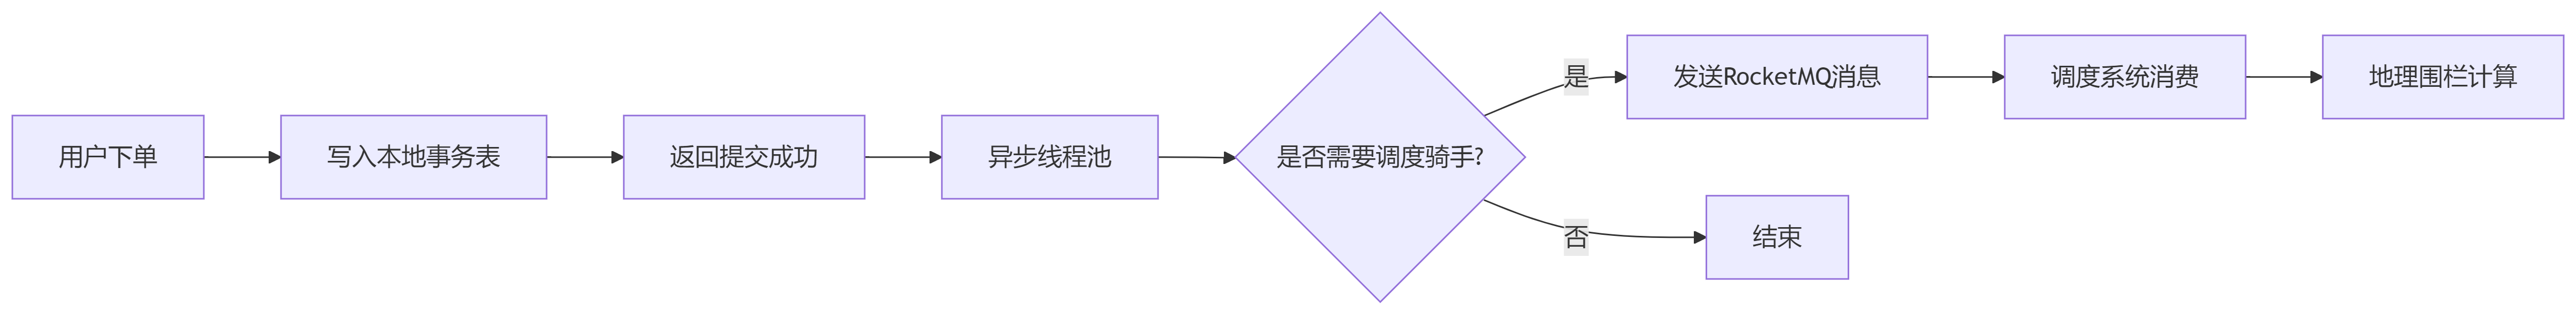 用户下单
写入本地事务表
返回提交成功
异步线程池
是否需要调度骑手?
是
发送RocketMQ消息
调度系统消费
地理围栏计算
否
结束